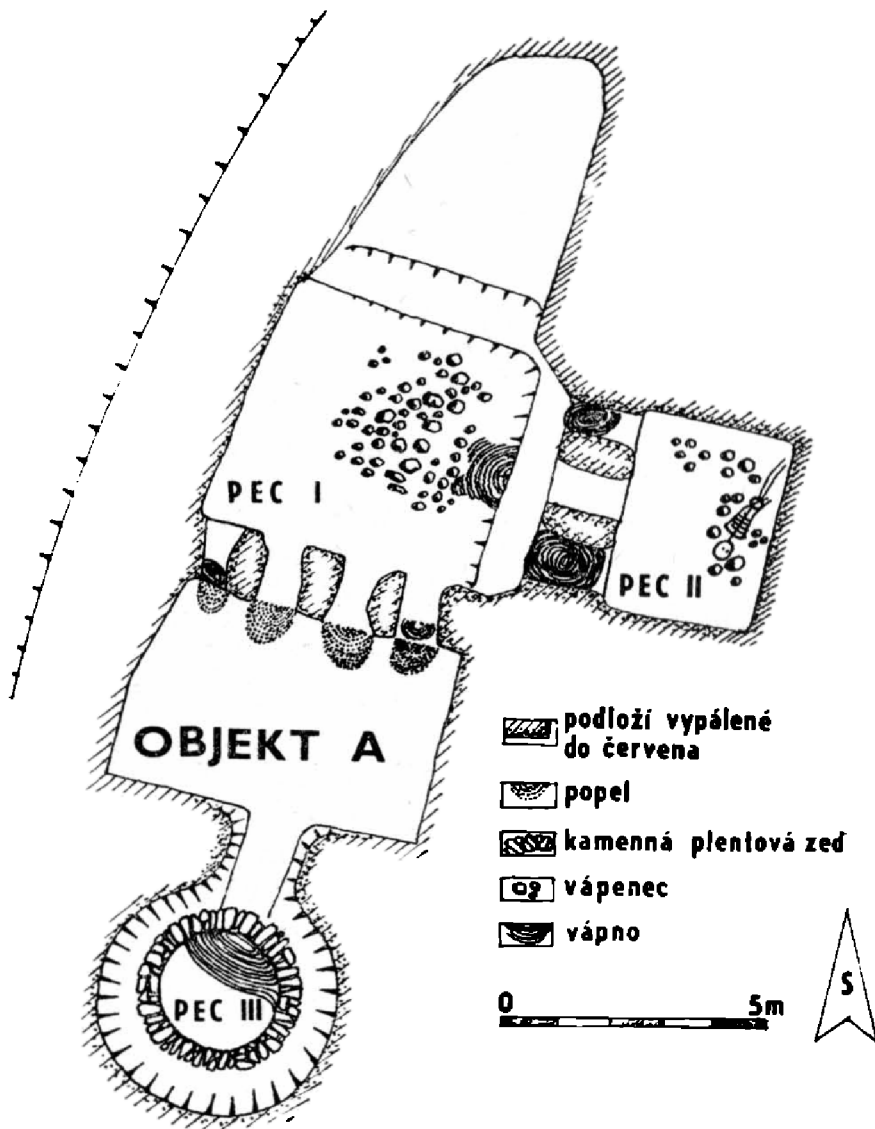 PEC I
PEC II
OBJEKT A
PEC III
podloží vypálené
do červena
popel
kamenná plentová zeď
vápenec
vápno
0 5m
S